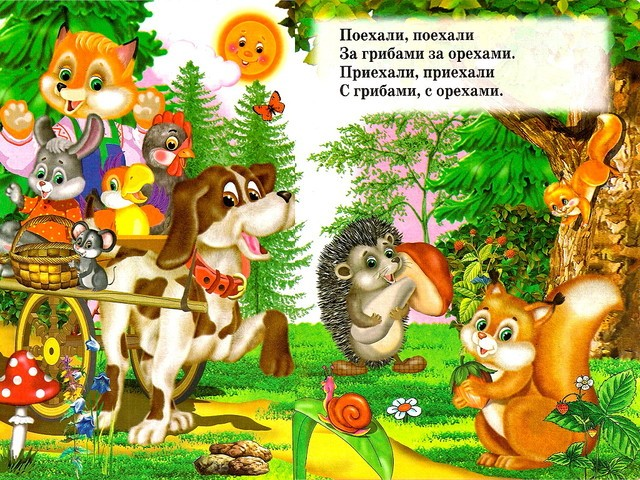 Поехали, поехали
За грибами за орехами.
Приехали, приехали
С грибами, с орехами.